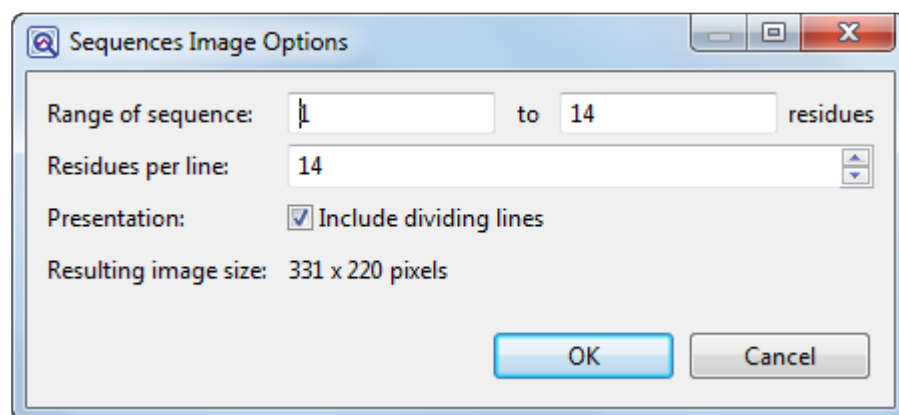 Sequences Image Options
Range of sequence: 1 to 14 residues
Residues per line: 14
Presentation: Include dividing lines
Resulting image size: 331 x 220 pixels
OK Cancel